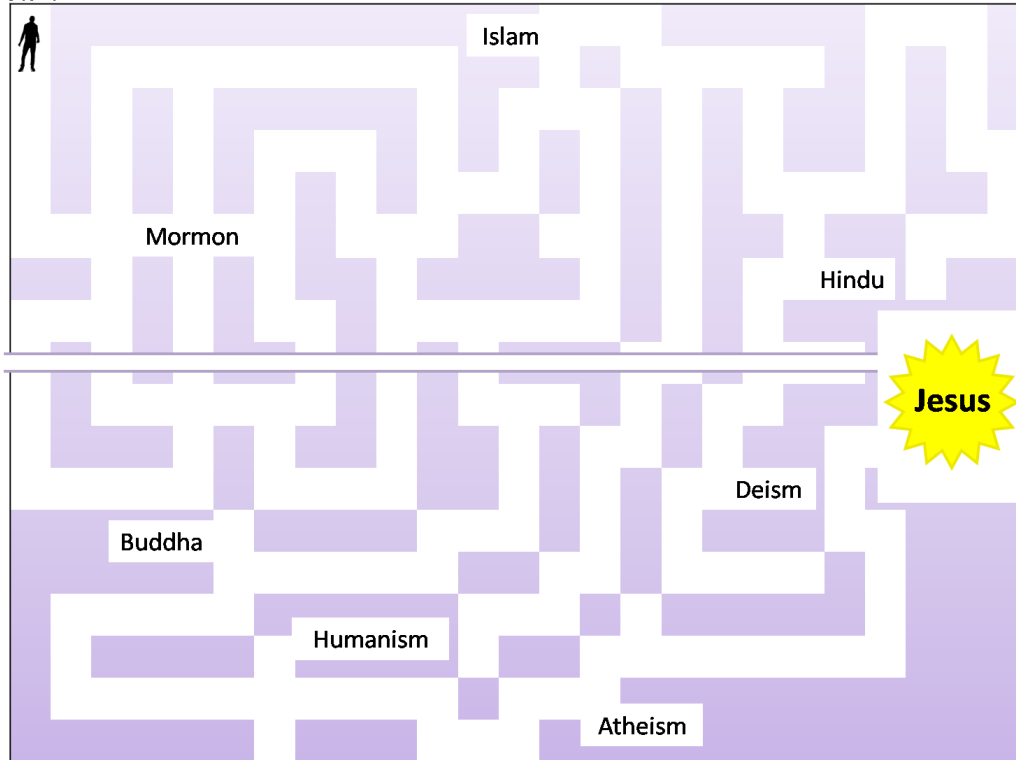 Islam
Mormon
Hindu
Jesus
Deism
Buddha
Humanism
Atheism